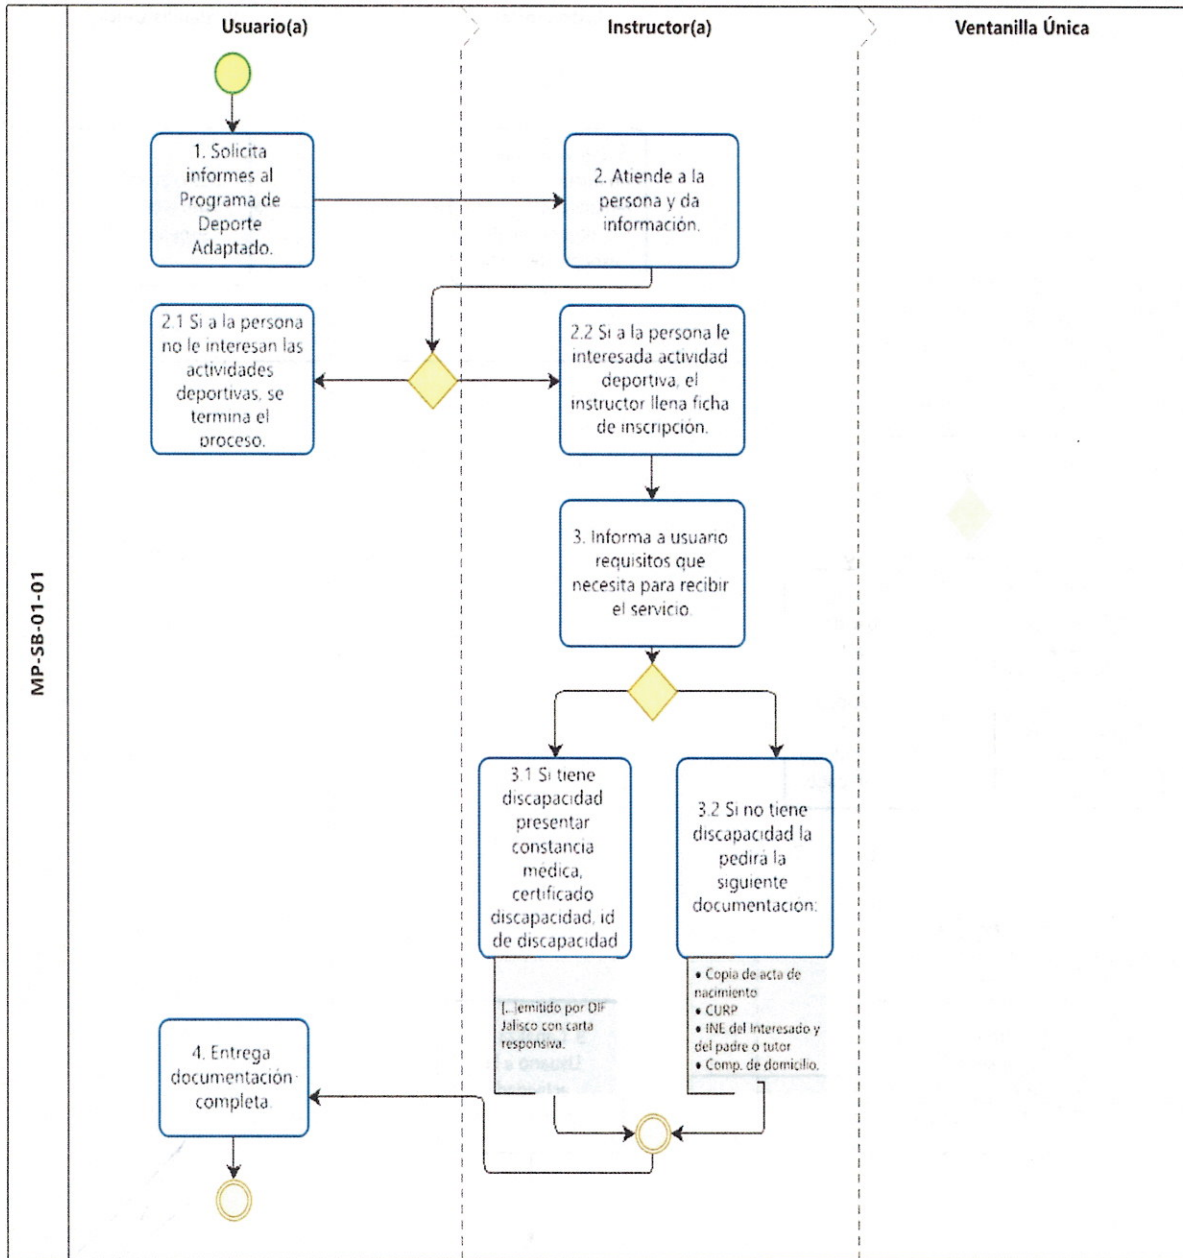 Usuario(a)
Instructor(a)
Ventanilla Única
MP-SB-01-01
1. Solicita
informes al
Programa de
Deporte
Adaptado.
2. Atiende a la
persona y da
información.
2.1 Si a la persona
no le interesan las
actividades
deportivas, se
termina el
proceso.
2.2 Si a la persona le
interesada actividad
deportiva, el
instructor llena ficha
de inscripción.
3. Informa a usuario
requisitos que
necesita para recibir
el servicio.
3.1 Si tiene
discapacidad
presentar
constancia
médica,
certificado
discapacidad, id
de discapacidad
3.2 Si no tiene
discapacidad la
pedirá la
siguiente
documentación:
[...]emitido por DIF
Jalisco con carta
responsiva.
• Copia de acta de
nacimiento
• CURP
• INE del Interesado y
del padre o tutor
• Comp. de domicilio.
4. Entrega
documentación
completa.